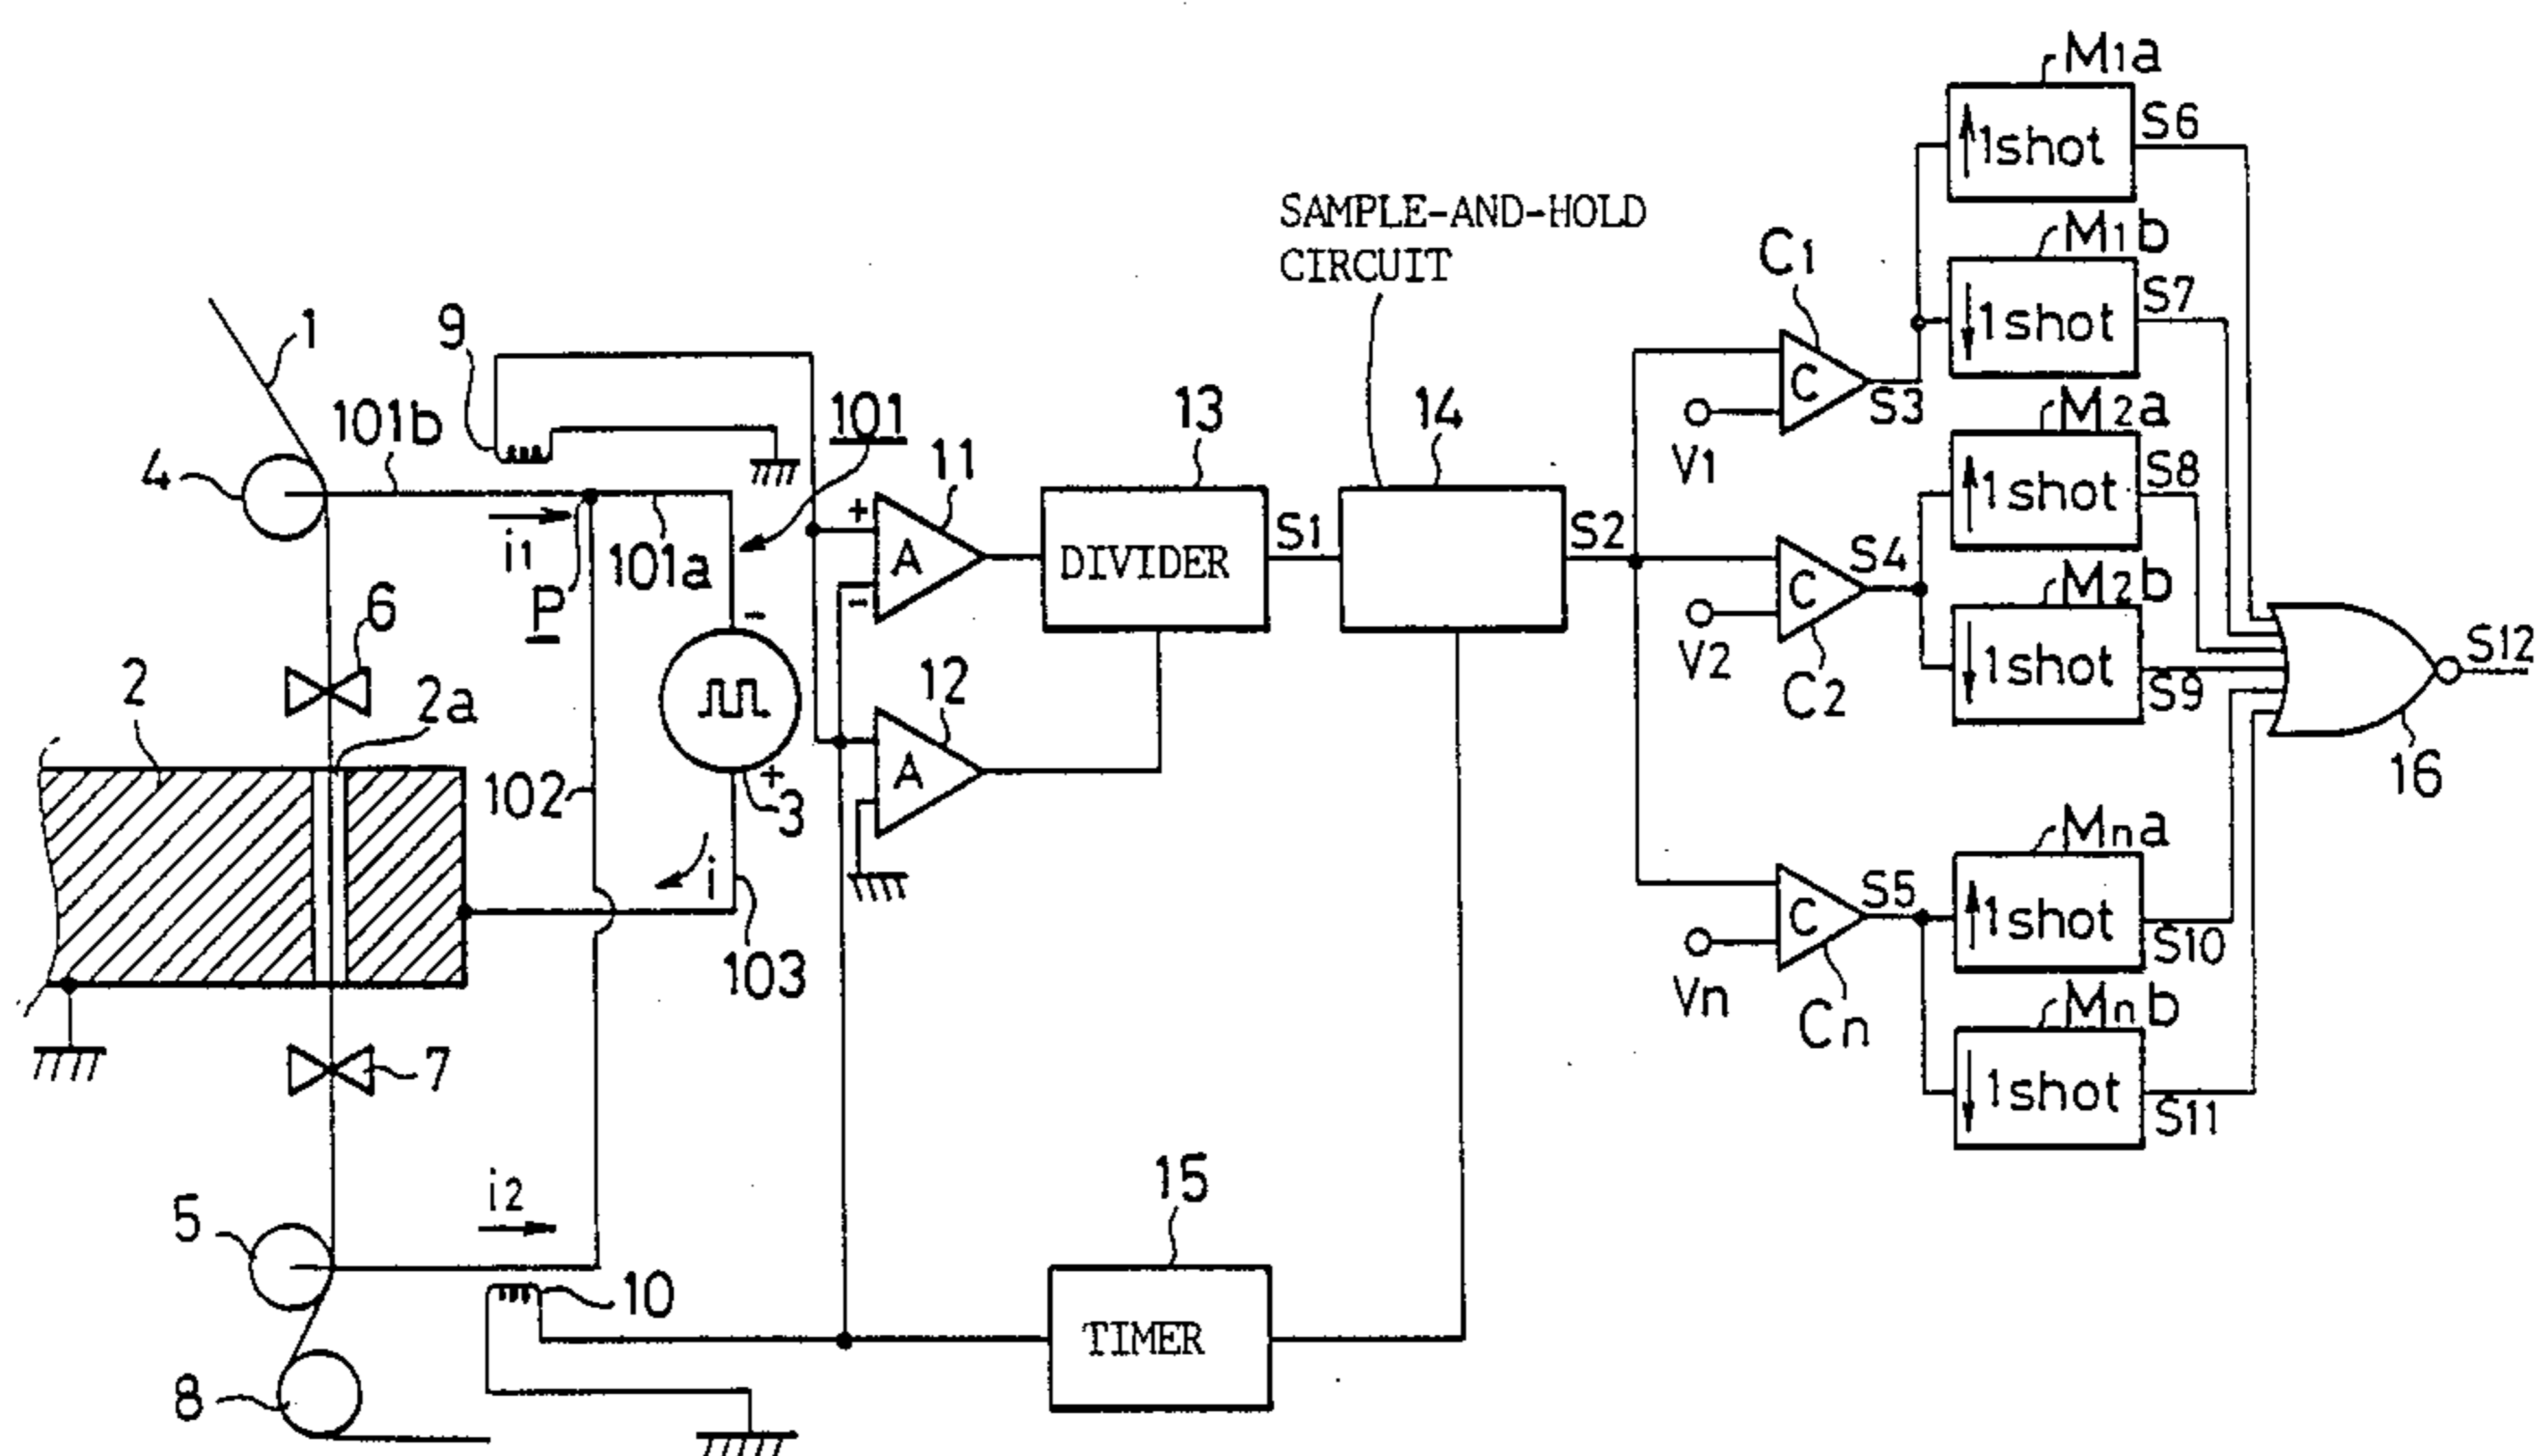 M1a
S6
1shot
SAMPLE-AND-HOLD
CIRCUIT
M1b
S7
1shot
C1
1
9
101b
101
13
14
C
S3
V1
M2a
S8
1shot
4
11
+
A
-
DIVIDER
S1
S2
i1
P
101a
-
6
C
S4
V2
C2
M2b
1shot
S9
S12
16
2
2a
12
A
102
+
3
i
103
Mna
1shot
S10
C
S5
Vn
Cn
Mnb
1shot
S11
7
5
i2
10
15
TIMER
8